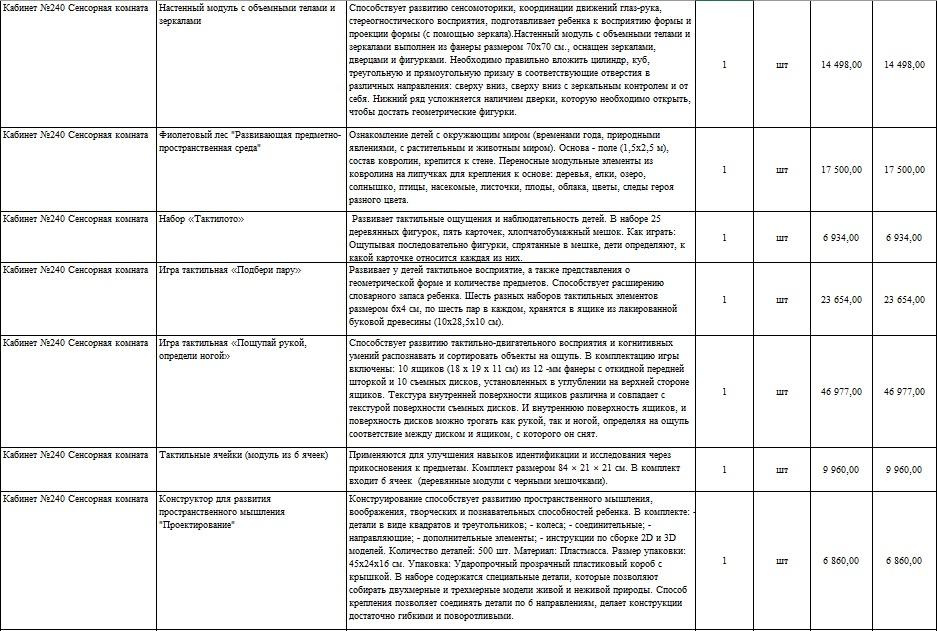 Кабинет №240 Сенсорная комната
Настенный модуль с объемными телами и
зеркалами
Способствует развитию сенсомоторики, координации движений глаз-рука,
стереогностического восприятия, подготавливает ребенка к восприятию формы и
проекции формы (с помощью зеркала).Настенный модуль с объемными телами и
зеркалами выполнен из фанеры размером 70х70 см., оснащен зеркалами,
дверцами и фигурками. Необходимо правильно вложить цилиндр, куб,
треугольную и прямоугольную призму в соответствующие отверстия в
различных направления: сверху вниз, сверху вниз с зеркальным контролем и от
себя. Нижний ряд усложняется наличием дверки, которую необходимо открыть,
чтобы достать геометрические фигурки.
1
шт
14 498,00
14 498,00
Кабинет №240 Сенсорная комната
Фиолетовый лес "Развивающая предметно-
пространственная среда"
Ознакомление детей с окружающим миром (временами года, природными
явлениями, с растительным и животным миром). Основа - поле (1,5х2,5 м),
состав ковролин, крепится к стене. Переносные модульные элементы из
ковролина на липучках для крепления к основе: деревья, елки, озеро,
солнышко, птицы, насекомые, листочки, плоды, облака, цветы, следы героя
разного цвета.
1
шт
17 500,00
17 500,00
Кабинет №240 Сенсорная комната
Набор «Тактилото»
Развивает тактильные ощущения и наблюдательность детей. В наборе 25
деревянных фигурок, пять карточек, хлопчатобумажный мешок. Как играть:
Ощупывая последовательно фигурки, спрятанные в мешке, дети определяют, к
какой карточке относится каждая из них.
1
шт
6 934,00
6 934,00
Кабинет №240 Сенсорная комната
Игра тактильная «Подбери пару»
Развивает у детей тактильное восприятие, а также представления о
геометрической форме и количестве предметов. Способствует расширению
словарного запаса ребенка. Шесть разных наборов тактильных элементов
размером 6х4 см, по шесть пар в каждом, хранятся в ящике из лакированной
буковой древесины (10х28,5х10 см).
1
шт
23 654,00
23 654,00
Кабинет №240 Сенсорная комната
Игра тактильная «Пощупай рукой,
определи ногой»
Способствует развитию тактильно-двигательного восприятия и когнитивных
умений распознавать и сортировать объекты на ощупь. В комплектацию игры
включены: 10 ящиков (18 х 19 х 11 см) из 12 -мм фанеры с откидной передней
шторкой и 10 съемных дисков, установленных в углублении на верхней стороне
ящиков. Текстура внутренней поверхности ящиков различна и совпадает с
текстурой поверхности съемных дисков. И внутреннюю поверхность ящиков, и
поверхность дисков можно трогать как рукой, так и ногой, определяя на ощупь
соответствие между диском и ящиком, с которого он снят.
1
шт
46 977,00
46 977,00
Кабинет №240 Сенсорная комната
Тактильные ячейки (модуль из 6 ячеек)
Применяются для улучшения навыков идентификации и исследования через
прикосновения к предметам. Комплект размером 84 × 21 × 21 см. В комплект
входит 6 ячеек (деревянные модули с черными мешочками).
1
шт
9 960,00
9 960,00
Кабинет №240 Сенсорная комната
Конструктор для развития
пространственного мышления
"Проектирование"
Конструирование способствует развитию пространственного мышления,
воображения, творческих и познавательных способностей ребенка. В комплекте: -
детали в виде квадратов и треугольников; - колеса; - соединительные; -
направляющие; - дополнительные элементы; - инструкции по сборке 2D и 3D
моделей. Количество деталей: 500 шт. Материал: Пластмасса. Размер упаковки:
45х24х16 см. Упаковка: Ударопрочный прозрачный пластиковый короб с
крышкой. В наборе содержатся специальные детали, которые позволяют
собирать двухмерные и трехмерные модели живой и неживой природы. Способ
крепления позволяет соединять детали по 6 направлениям, делает конструкции
достаточно гибкими и поворотливыми.
1
шт
6 860,00
6 860,00